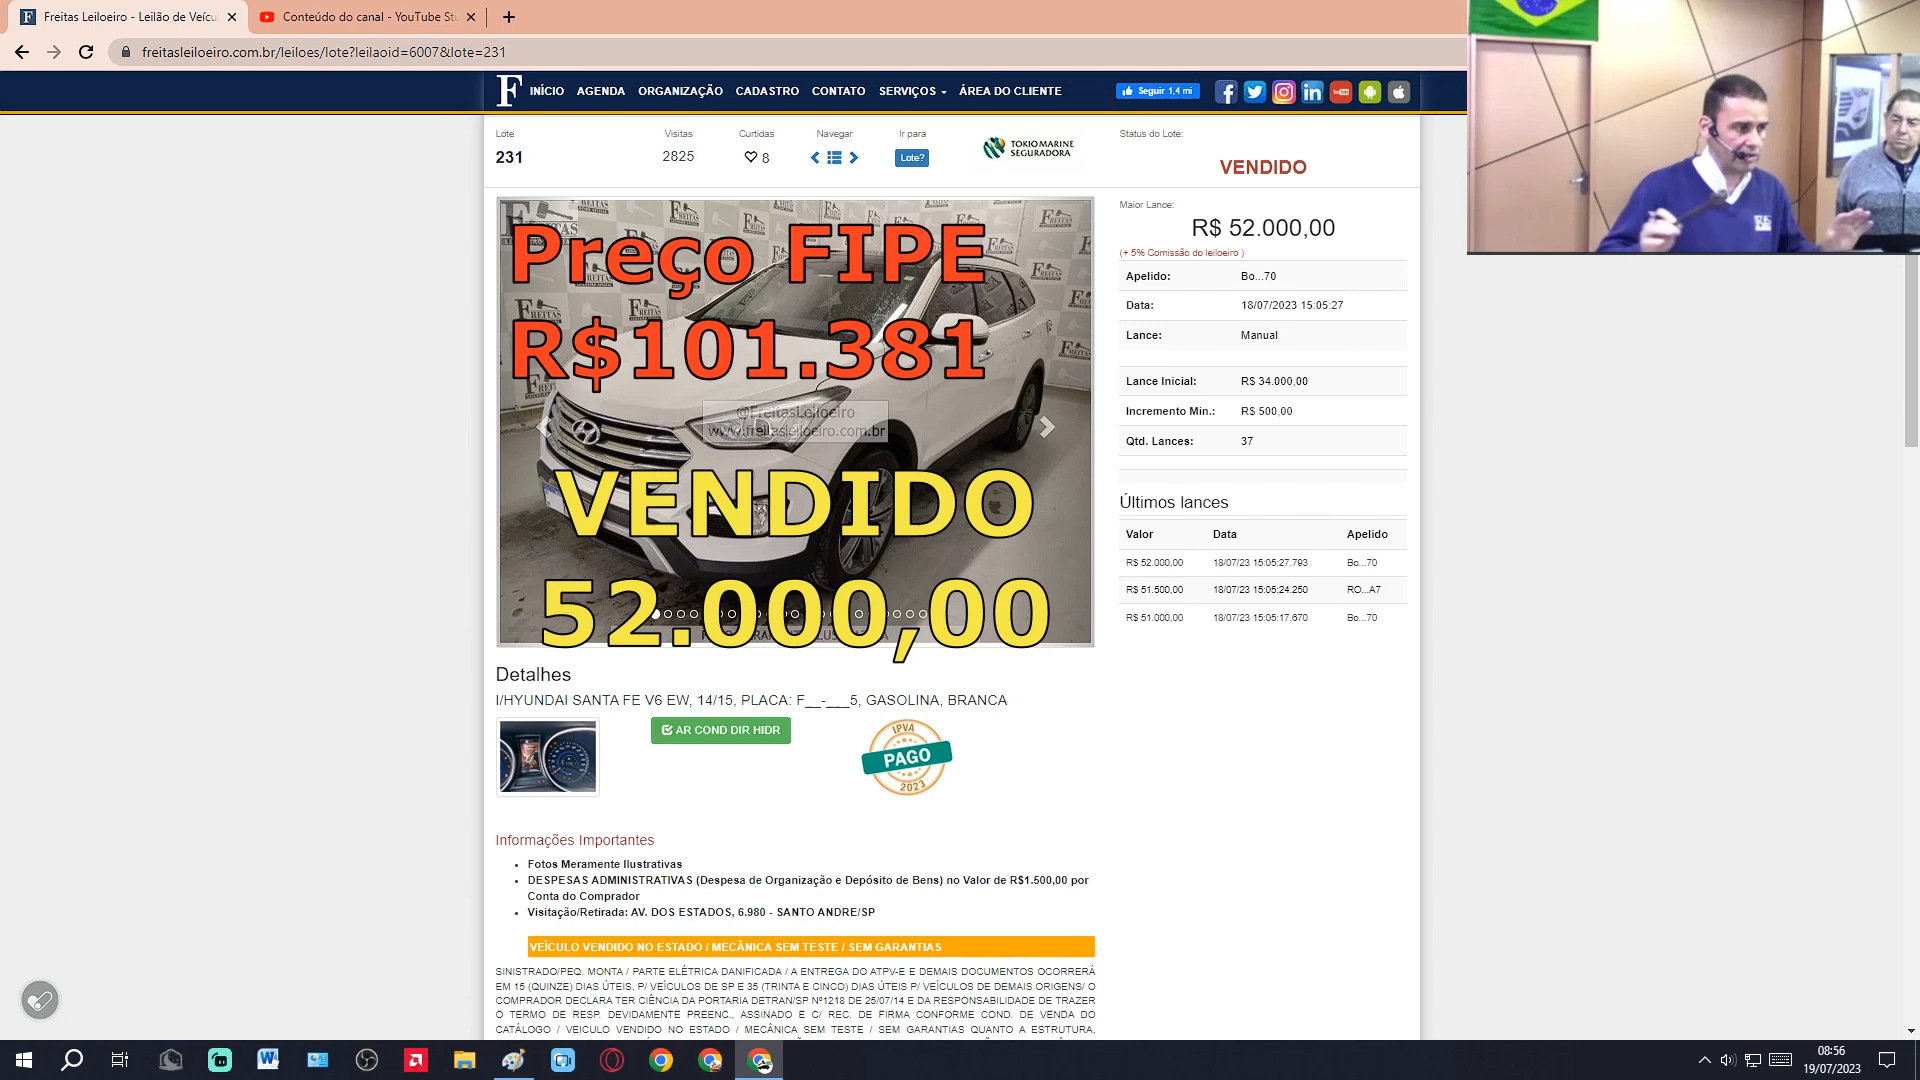 Freitas Leiloeiro - Leilão de Veícu
Conteúdo do canal - YouTube St
freitasleiloeiro.com.br/leiloes/lote?leilaoid=6007&lote=231
F INÍCIO AGENDA ORGANIZAÇÃO CADASTRO CONTATO SERVIÇOS ÁREA DO CLIENTE
Seguir 1,4 mi
Lote
231
Visitas
2825
Curtidas
8
Navegar
Ir para
Lote?
TOKIO MARINE
SEGURADORA
Status do Lote:
VENDIDO
Preço FIPE
R$101.381
@FreitasLeiloeiro
www.freitasleiloeiro.com.br
VENDIDO
52.000,00
Maior Lance:
R$ 52.000,00
(+ 5% Comissão do leiloeiro )
Apelido: Bo...70
Data: 18/07/2023 15:05:27
Lance: Manual
Lance Inicial: R$ 34.000,00
Incremento Min.: R$ 500,00
Qtd. Lances: 37
Últimos lances
Valor Data Apelido
R$ 52.000,00 18/07/23 15:05:27.793 Bo...70
R$ 51.500,00 18/07/23 15:05:24.250 RO...A7
R$ 51.000,00 18/07/23 15:05:17.670 Bo...70
Detalhes
I/HYUNDAI SANTA FE V6 EW, 14/15, PLACA: F__-___5, GASOLINA, BRANCA
AR COND DIR HIDR
IPVA
PAGO
2023
Informações Importantes
• Fotos Meramente Ilustrativas
• DESPESAS ADMINISTRATIVAS (Despesa de Organização e Depósito de Bens) no Valor de R$1.500,00 por
Conta do Comprador
• Visitação/Retirada: AV. DOS ESTADOS, 6.980 - SANTO ANDRE/SP
VEÍCULO VENDIDO NO ESTADO / MECÂNICA SEM TESTE / SEM GARANTIAS
SINISTRADO/PEQ. MONTA / PARTE ELÉTRICA DANIFICADA / A ENTREGA DO ATPV-E E DEMAIS DOCUMENTOS OCORRERÁ
EM 15 (QUINZE) DIAS ÚTEIS, P/ VEÍCULOS DE SP E 35 (TRINTA E CINCO) DIAS ÚTEIS P/ VEÍCULOS DE DEMAIS ORIGENS/ O
COMPRADOR DECLARA TER CIÊNCIA DA PORTARIA DETRAN/SP Nº1218 DE 25/07/14 E DA RESPONSABILIDADE DE TRAZER
O TERMO DE RESP. DEVIDAMENTE PREENC., ASSINADO E C/ REC. DE FIRMA CONFORME COND. DE VENDA DO
CATÁLOGO / VEICULO VENDIDO NO ESTADO / MECÂNICA SEM TESTE / SEM GARANTIAS QUANTO A ESTRUTURA,
08:56
19/07/2023